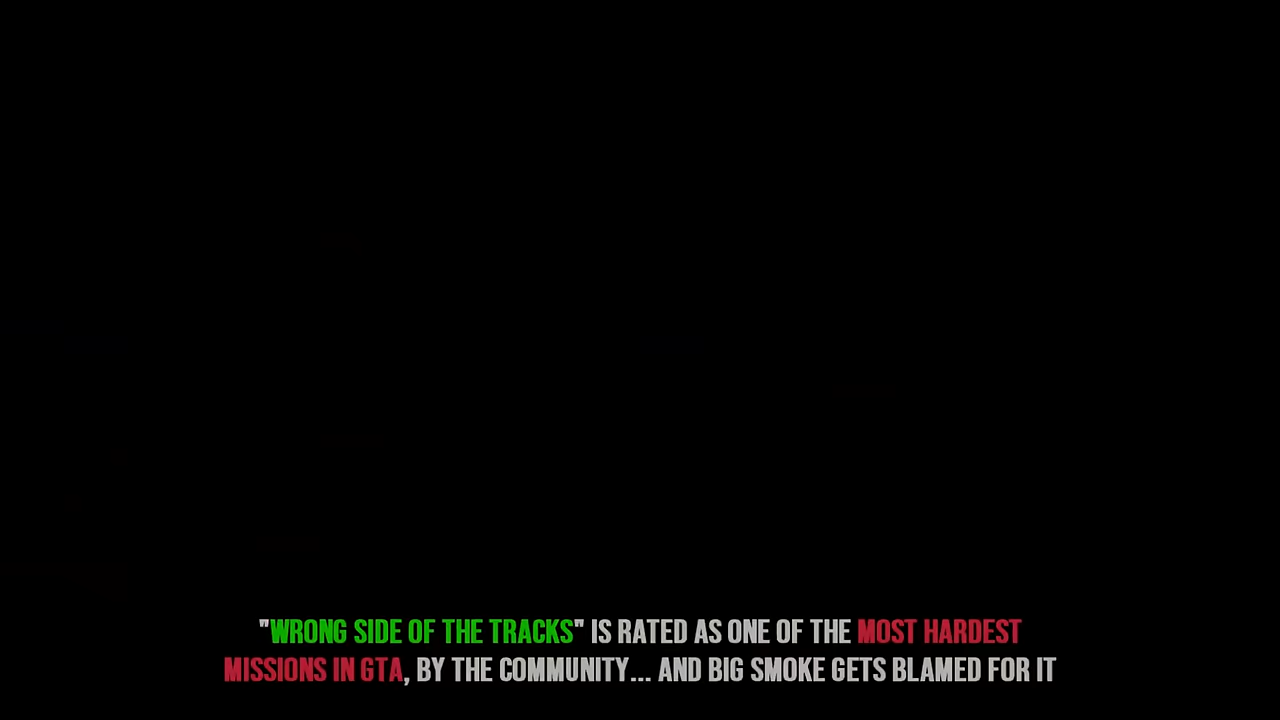 "WRONG SIDE OF THE TRACKS" IS RATED AS ONE OF THE MOST HARDEST
MISSIONS IN GTA, BY THE COMMUNITY... AND BIG SMOKE GETS BLAMED FOR IT